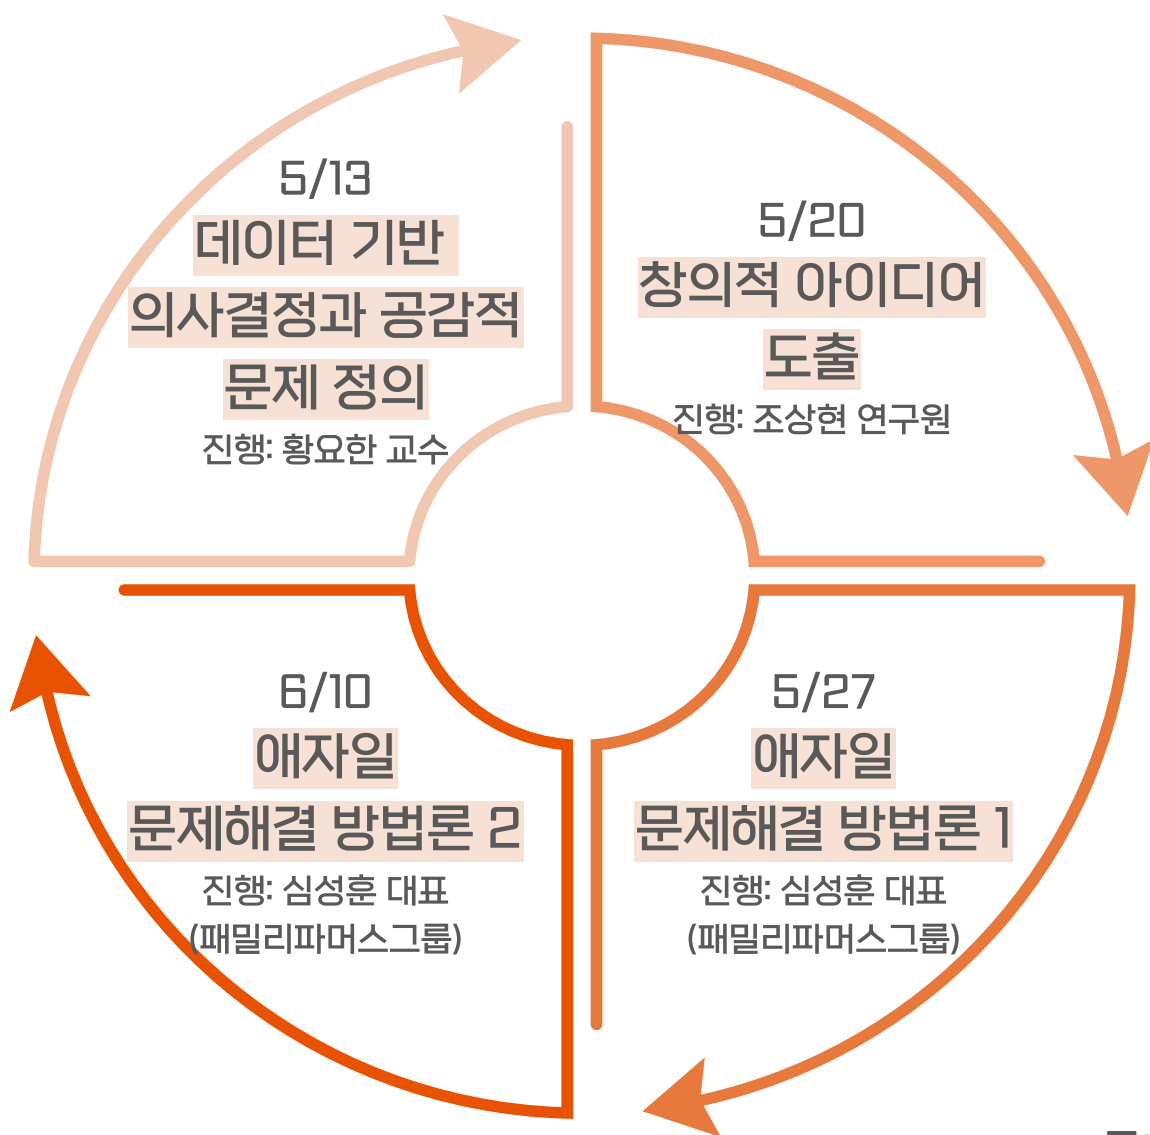 5/13
데이터 기반
의사결정과 공감적
문제 정의
진행: 황요한 교수
5/20
창의적 아이디어
도출
진행: 조상현 연구원
5/27
애자일
문제해결 방법론 1
진행: 심성훈 대표
(패밀리파머스그룹)
6/10
애자일
문제해결 방법론 2
진행: 심성훈 대표
(패밀리파머스그룹)